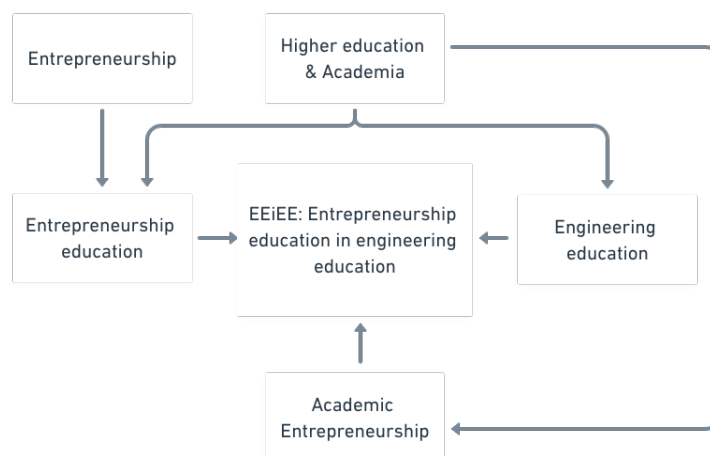 Entrepreneurship
Higher education
& Academia
Entrepreneurship
education
EEiEE: Entrepreneurship
education in engineering
education
Engineering
education
Academic
Entrepreneurship